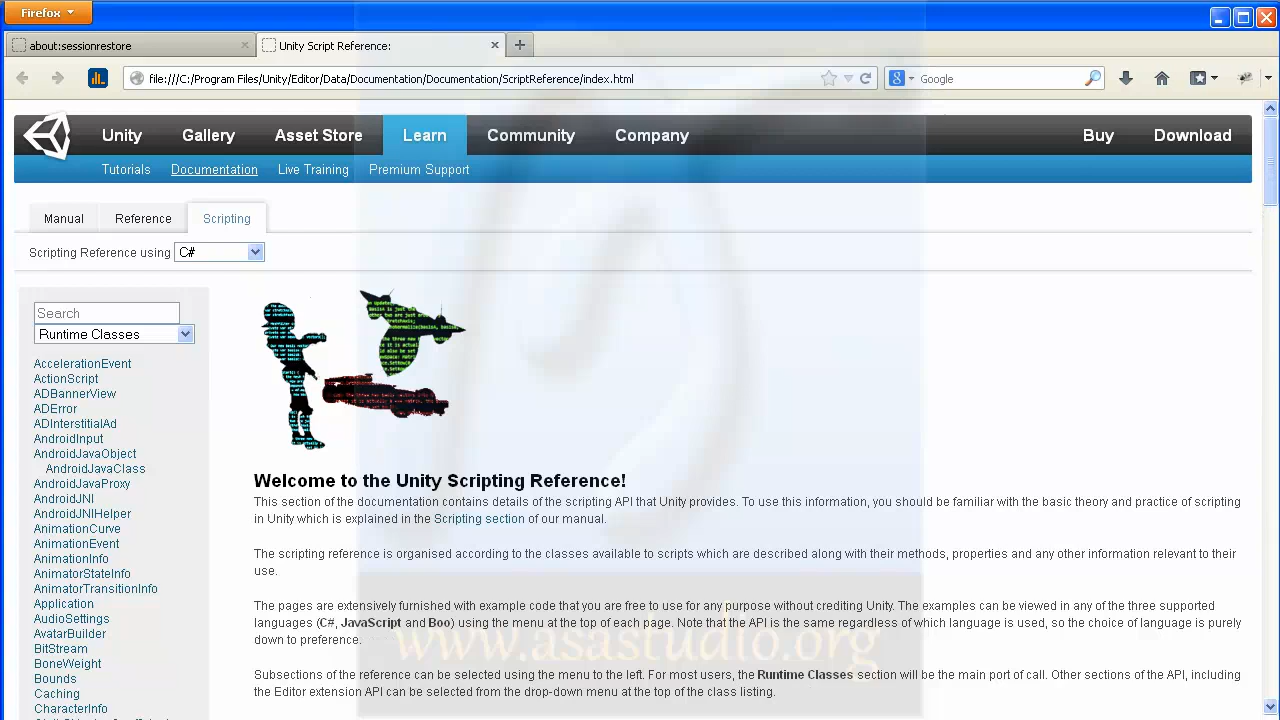 Firefox
about:sessionrestore
Unity Script Reference:
file:///C:/Program Files/Unity/Editor/Data/Documentation/Documentation/ScriptReference/index.html
Google
Unity Gallery Asset Store Learn Community Company Buy Download
Tutorials Documentation Live Training Premium Support
Manual Reference Scripting
Scripting Reference using C#
Search
Runtime Classes
AccelerationEvent
ActionScript
ADBannerView
ADError
ADInterstitialAd
AndroidInput
AndroidJavaObject
AndroidJavaClass
AndroidJavaProxy
AndroidJNI
AndroidJNIHelper
AnimationCurve
AnimationEvent
AnimationInfo
AnimatorStateInfo
AnimatorTransitionInfo
Application
AudioSettings
AvatarBuilder
BitStream
BoneWeight
Bounds
Caching
CharacterInfo
Welcome to the Unity Scripting Reference!
This section of the documentation contains details of the scripting API that Unity provides. To use this information, you should be familiar with the basic theory and practice of scripting
in Unity which is explained in the Scripting section of our manual.
The scripting reference is organised according to the classes available to scripts which are described along with their methods, properties and any other information relevant to their
use.
The pages are extensively furnished with example code that you are free to use for any purpose without crediting Unity. The examples can be viewed in any of the three supported
languages (C#, JavaScript and Boo) using the menu at the top of each page. Note that the API is the same regardless of which language is used, so the choice of language is purely
down to preference.
Subsections of the reference can be selected using the menu to the left. For most users, the Runtime Classes section will be the main port of call. Other sections of the API, including
the Editor extension API can be selected from the drop-down menu at the top of the class listing.
www.asastudio.org